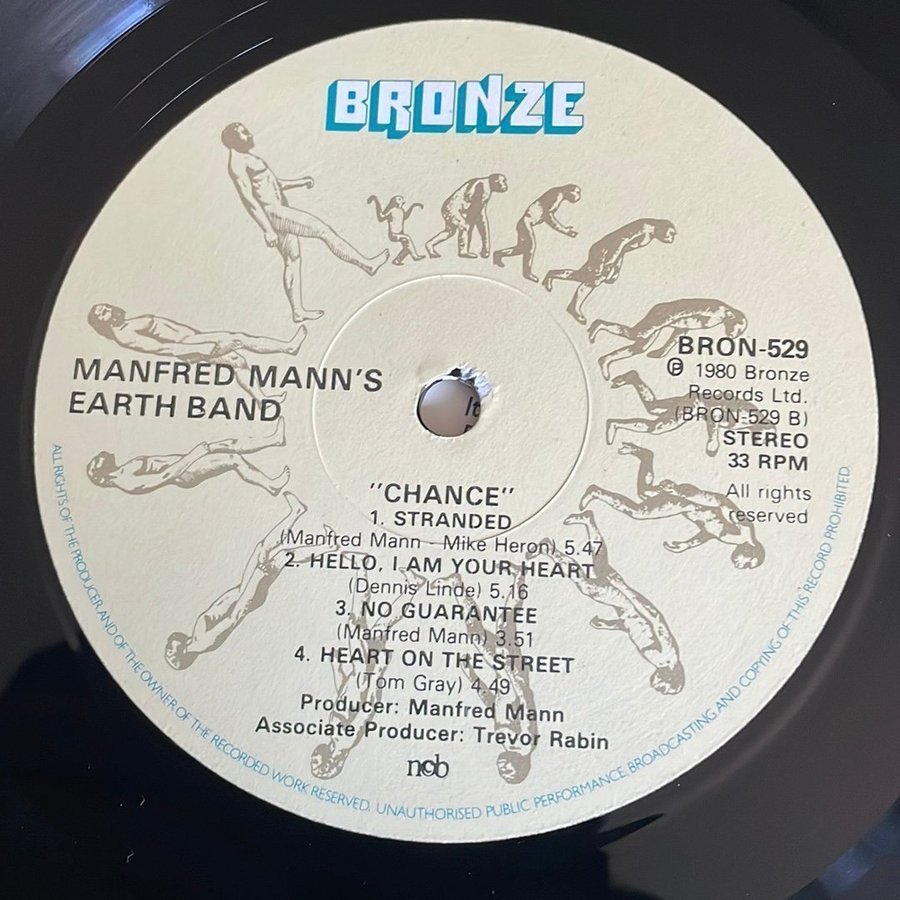 BRONZE
MANFRED MANN'S
EARTH BAND
BRON-529
Ⓟ 1980 Bronze
Records Ltd.
(BRON-529 B)
STEREO
33 RPM
All rights
reserved
"CHANCE"
1. STRANDED
(Manfred Mann - Mike Heron) 5.47
2. HELLO, I AM YOUR HEART
(Dennis Linde) 5.16
3. NO GUARANTEE
(Manfred Mann) 3.51
4. HEART ON THE STREET
(Tom Gray) 4.49
Producer: Manfred Mann
Associate Producer: Trevor Rabin
ncb
ALL RIGHTS OF THE PRODUCER AND OF THE OWNER OF THE RECORDED WORK RESERVED. UNAUTHORISED PUBLIC PERFORMANCE BROADCASTING AND COPYING OF THIS RECORD PROHIBITED.